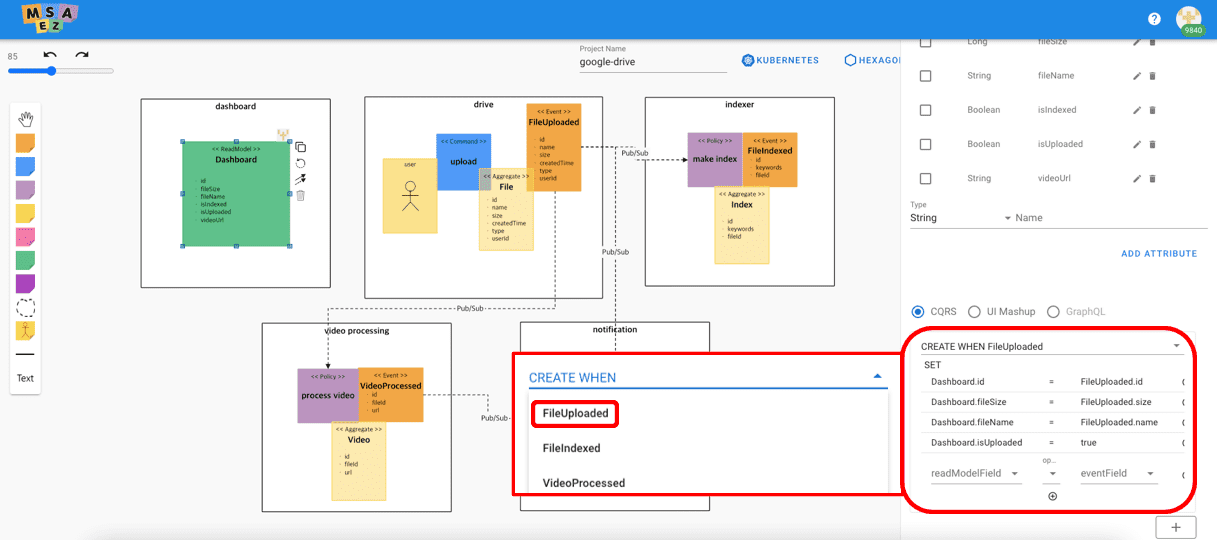 MSA
EZ
9840
85
Project Name
google-drive
KUBERNETES
HEXAGON
Text
dashboard
<< ReadModel >>
Dashboard
id
fileSize
fileName
isIndexed
isUploaded
videoUrl
drive
user
<< Command >>
upload
<< Event >>
FileUploaded
id
name
size
createdTime
type
userId
<< Aggregate >>
File
id
name
size
createdTime
type
userId
Pub/Sub
Pub/Sub
Pub/Sub
indexer
<< Policy >>
make index
<< Event >>
FileIndexed
id
keywords
fileId
<< Aggregate >>
Index
id
keywords
fileId
video processing
<< Policy >>
process video
<< Event >>
VideoProcessed
id
fileId
url
<< Aggregate >>
Video
id
fileId
url
Pub/Sub
notification
CREATE WHEN
FileUploaded
FileIndexed
VideoProcessed
Long fileSize
String fileName
Boolean isIndexed
Boolean isUploaded
String videoUrl
Type
String Name
ADD ATTRIBUTE
CQRS UI Mashup GraphQL
CREATE WHEN FileUploaded
SET
Dashboard.id = FileUploaded.id
Dashboard.fileSize = FileUploaded.size
Dashboard.fileName = FileUploaded.name
Dashboard.isUploaded = true
op...
readModelField eventField